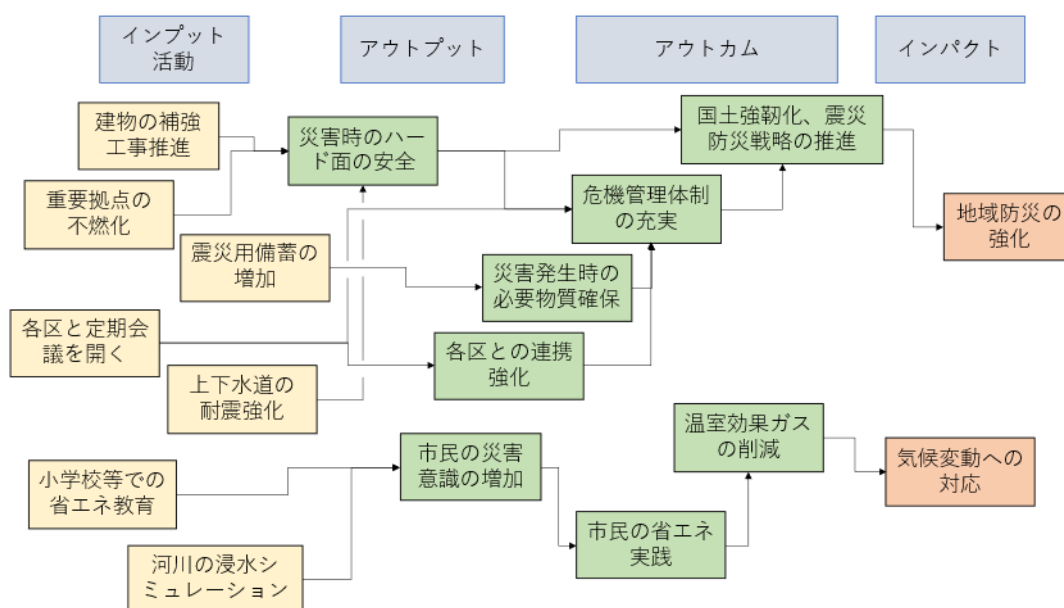 インプット
活動
アウトプット
アウトカム
インパクト
建物の補強
工事推進
災害時のハー
ド面の安全
国土強靭化、震災
防災戦略の推進
重要拠点の
不燃化
危機管理体制
の充実
地域防災の
強化
震災用備蓄の
増加
災害発生時の
必要物質確保
各区と定期会
議を開く
各区との連携
強化
上下水道の
耐震強化
温室効果ガス
の削減
小学校等での
省エネ教育
市民の災害
意識の増加
気候変動への
対応
市民の省エネ
実践
河川の浸水シ
ミュレーション